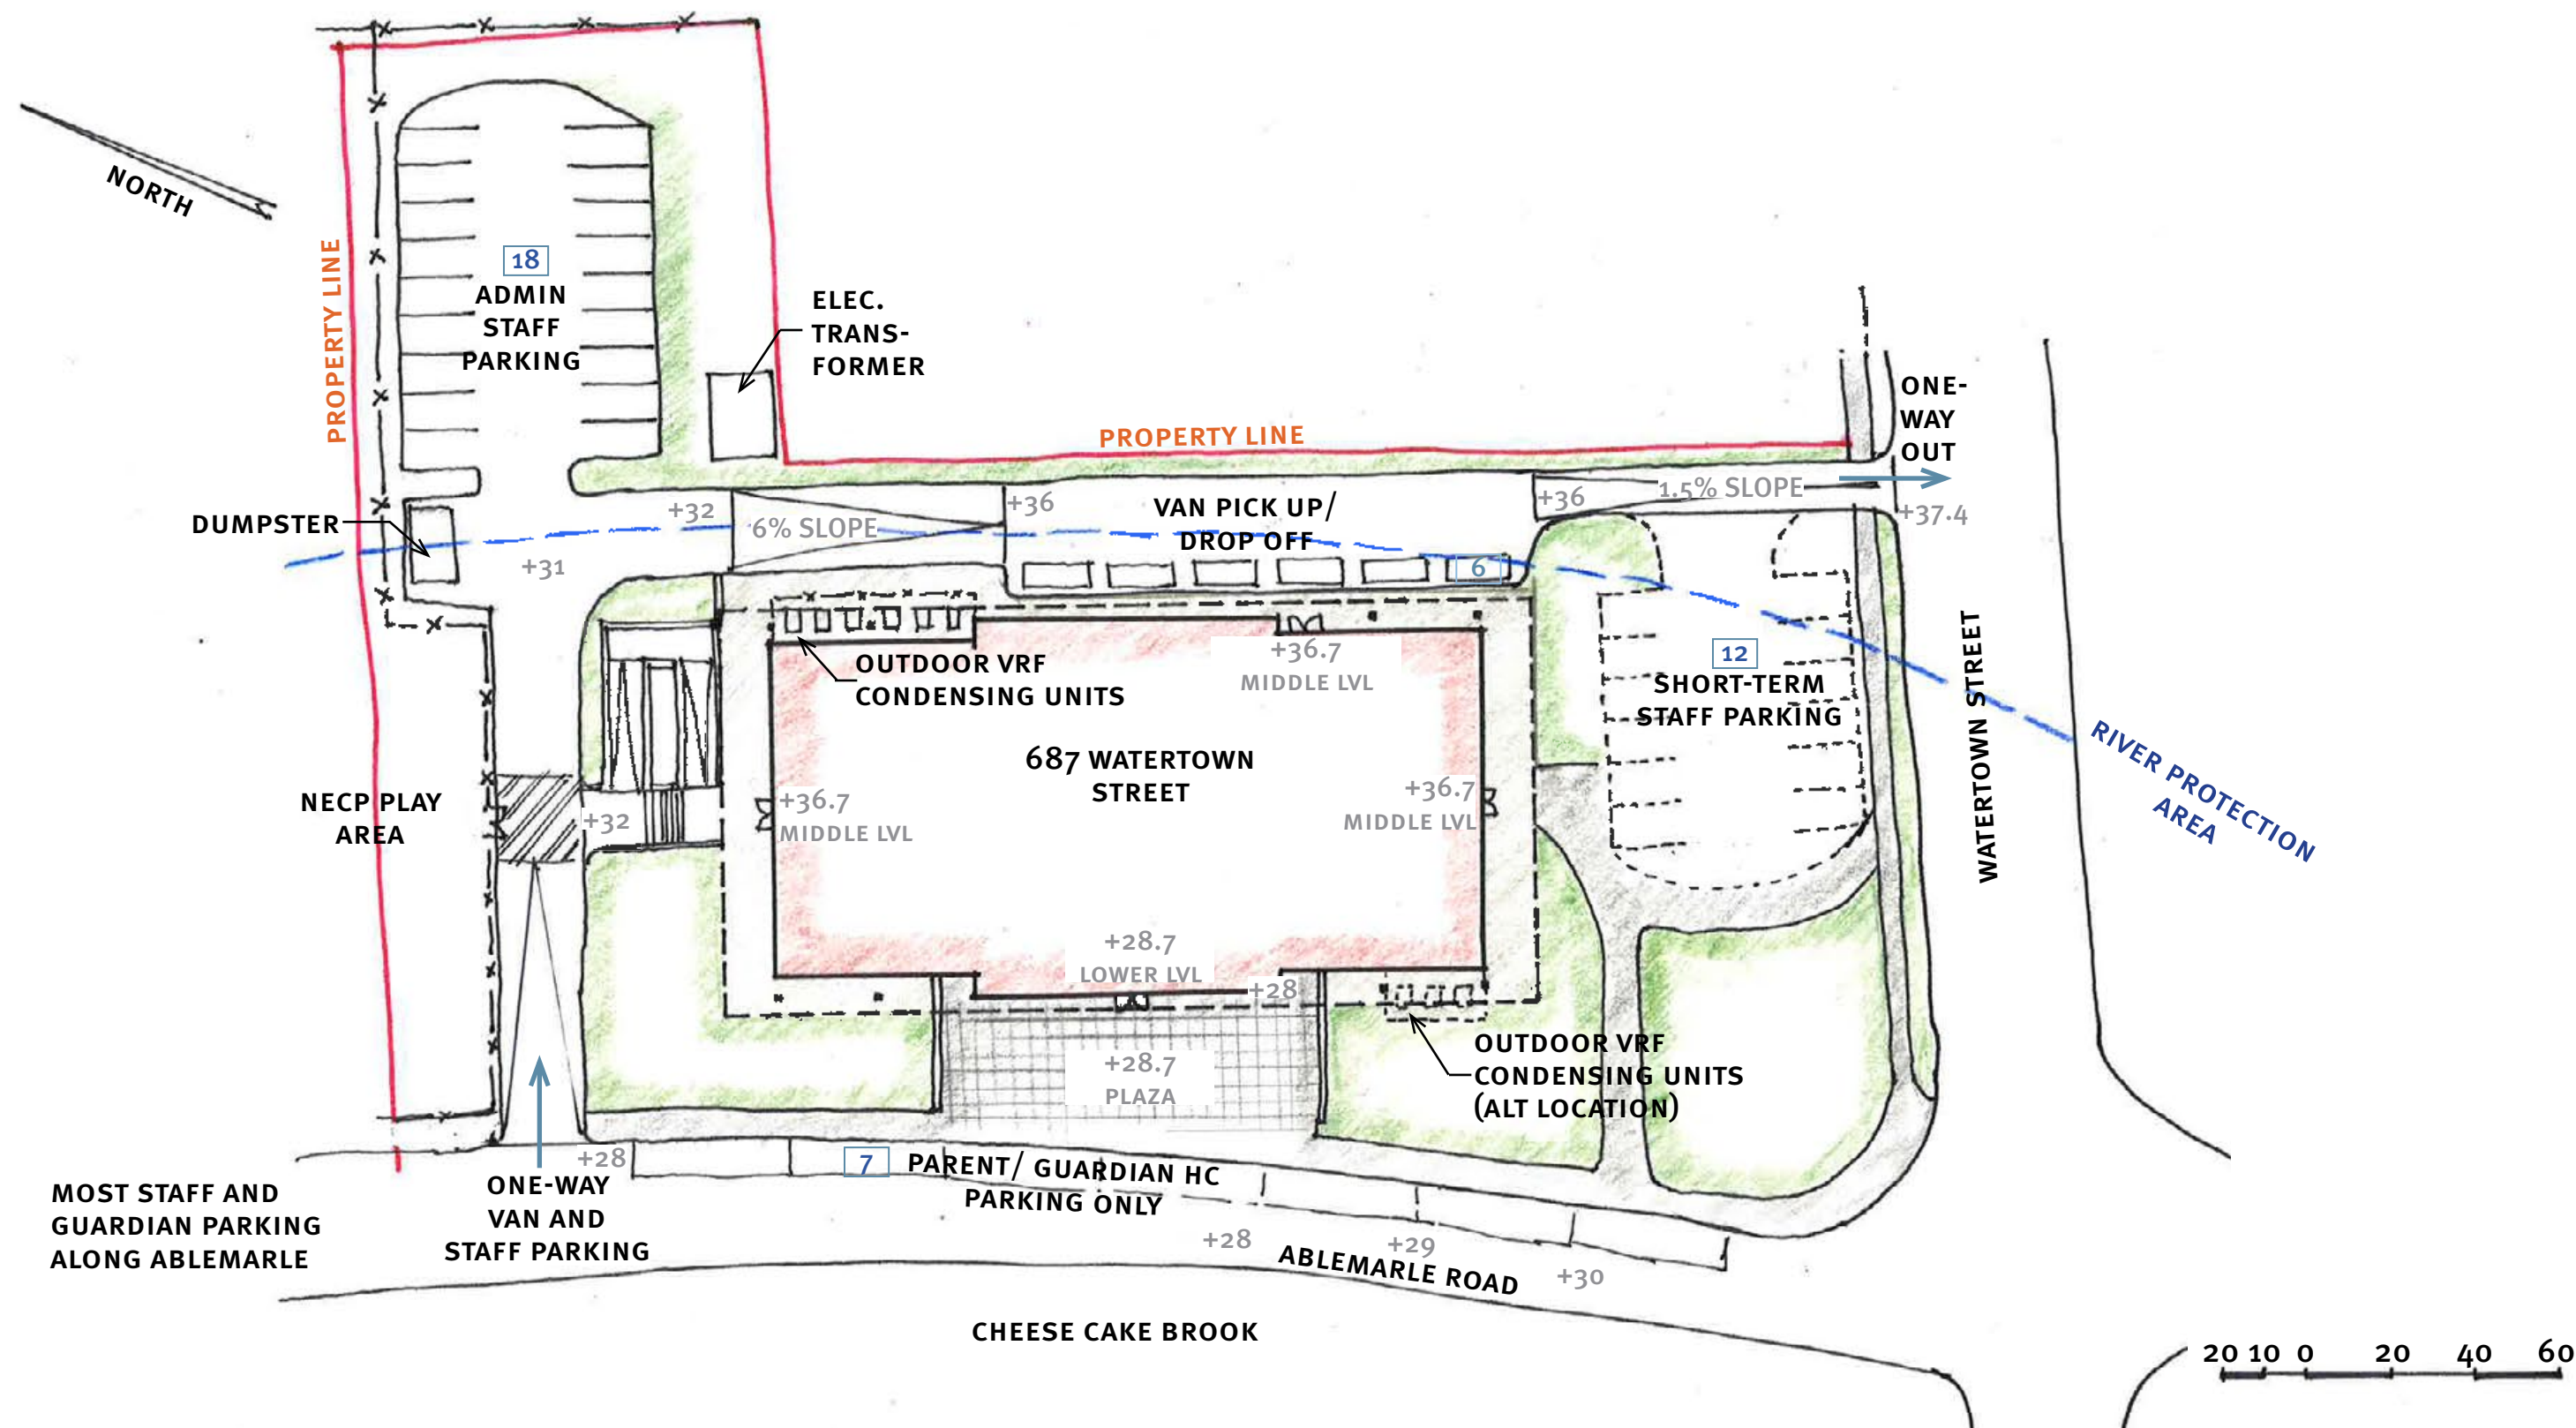 NORTH
PROPERTY LINE
18
ADMIN
STAFF
PARKING
ELEC.
TRANS-
FORMER
PROPERTY LINE
ONE-
WAY
OUT
DUMPSTER
+32
+31
6% SLOPE
+36
VAN PICK UP/
DROP OFF
6
+36
1.5% SLOPE
+37.4
OUTDOOR VRF
CONDENSING UNITS
+36.7
MIDDLE LVL
12
SHORT-TERM
STAFF PARKING
WATERTOWN STREET
RIVER PROTECTION
AREA
687 WATERTOWN
STREET
NECP PLAY
AREA
+32
+36.7
MIDDLE LVL
+36.7
MIDDLE LVL
+28.7
LOWER LVL
+28
+28.7
PLAZA
OUTDOOR VRF
CONDENSING UNITS
(ALT LOCATION)
+28
7
PARENT/ GUARDIAN HC
PARKING ONLY
MOST STAFF AND
GUARDIAN PARKING
ALONG ABLEMARLE
ONE-WAY
VAN AND
STAFF PARKING
+28
+29
+30
ABLEMARLE ROAD
CHEESE CAKE BROOK
20 10 0 20 40 60